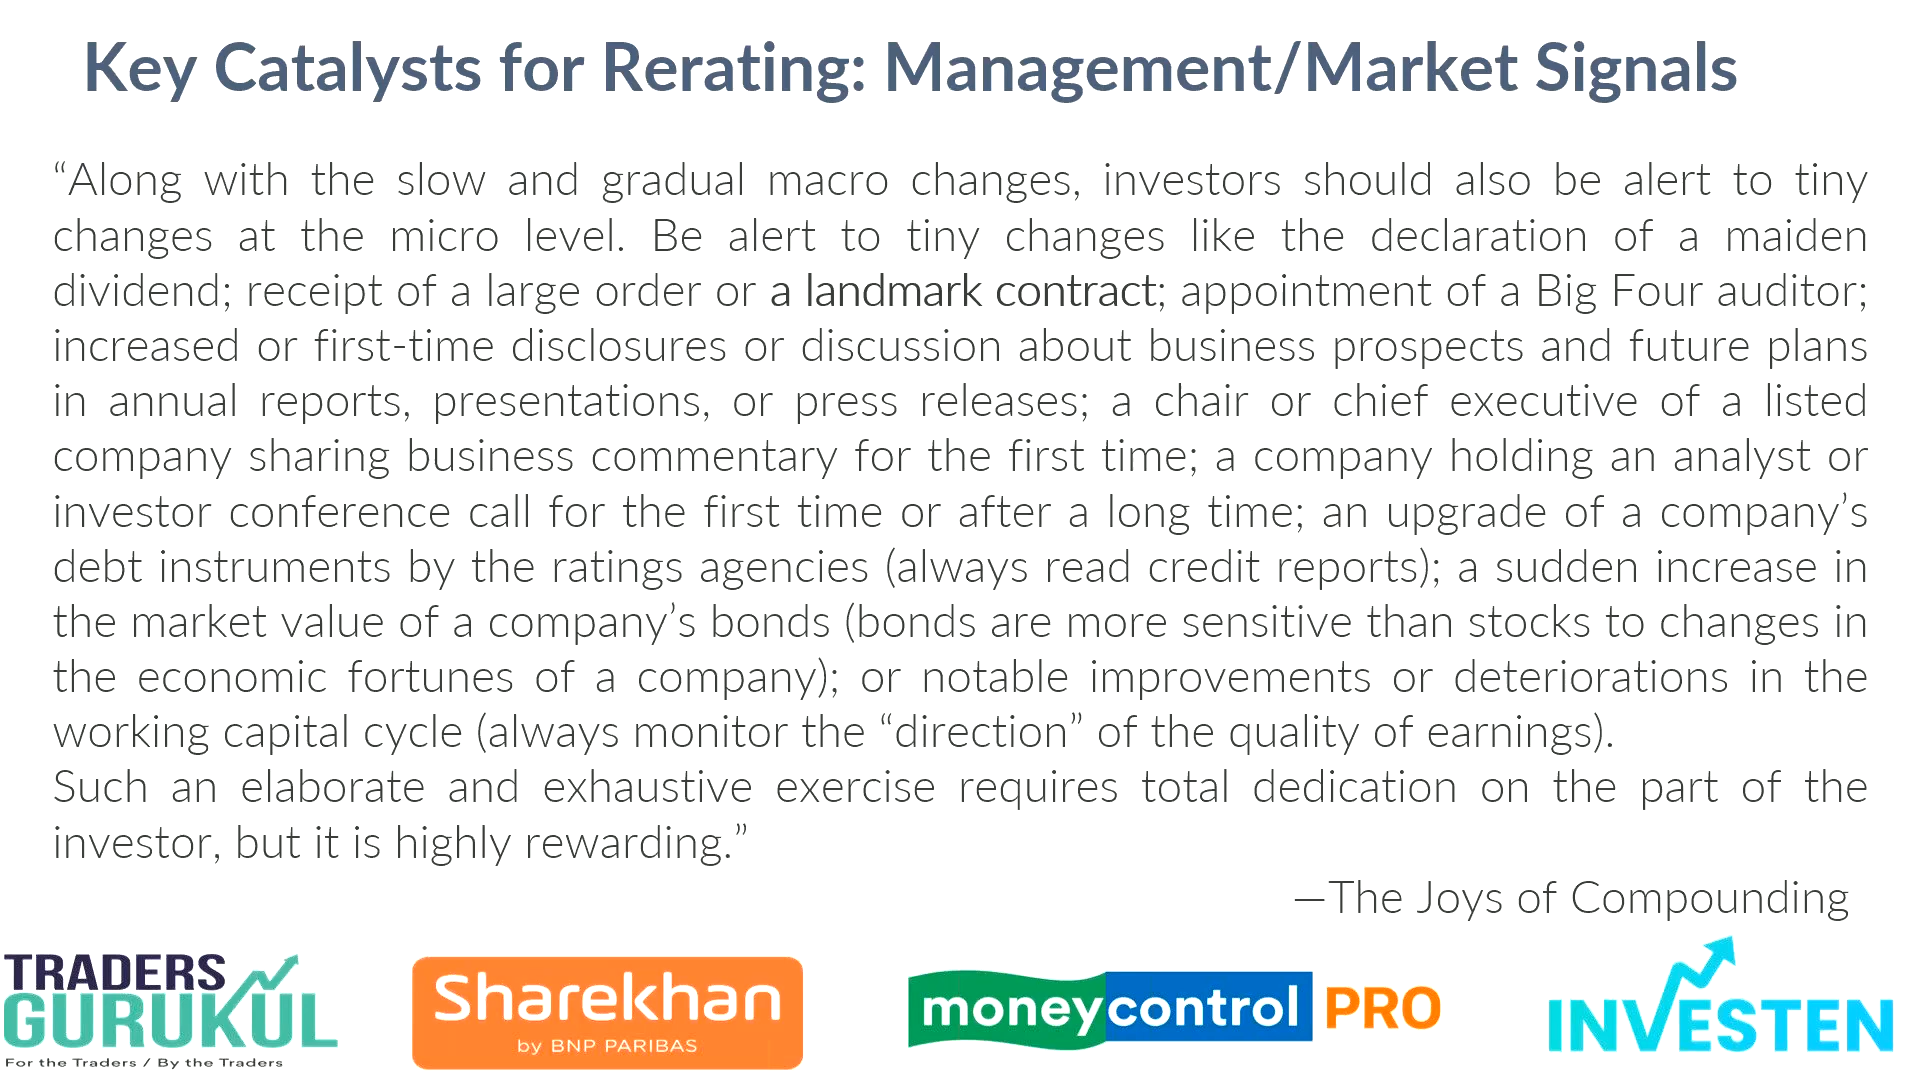 Key Catalysts for Rerating: Management/Market Signals
“Along with the slow and gradual macro changes, investors should also be alert to tiny
changes at the micro level. Be alert to tiny changes like the declaration of a maiden
dividend; receipt of a large order or a landmark contract; appointment of a Big Four auditor;
increased or first-time disclosures or discussion about business prospects and future plans
in annual reports, presentations, or press releases; a chair or chief executive of a listed
company sharing business commentary for the first time; a company holding an analyst or
investor conference call for the first time or after a long time; an upgrade of a company’s
debt instruments by the ratings agencies (always read credit reports); a sudden increase in
the market value of a company’s bonds (bonds are more sensitive than stocks to changes in
the economic fortunes of a company); or notable improvements or deteriorations in the
working capital cycle (always monitor the “direction” of the quality of earnings).
Such an elaborate and exhaustive exercise requires total dedication on the part of the
investor, but it is highly rewarding.”
—The Joys of Compounding
TRADERS
GURUKUL
For the Traders / By the Traders
Sharekhan
by BNP PARIBAS
moneycontrol PRO
INVESTEN